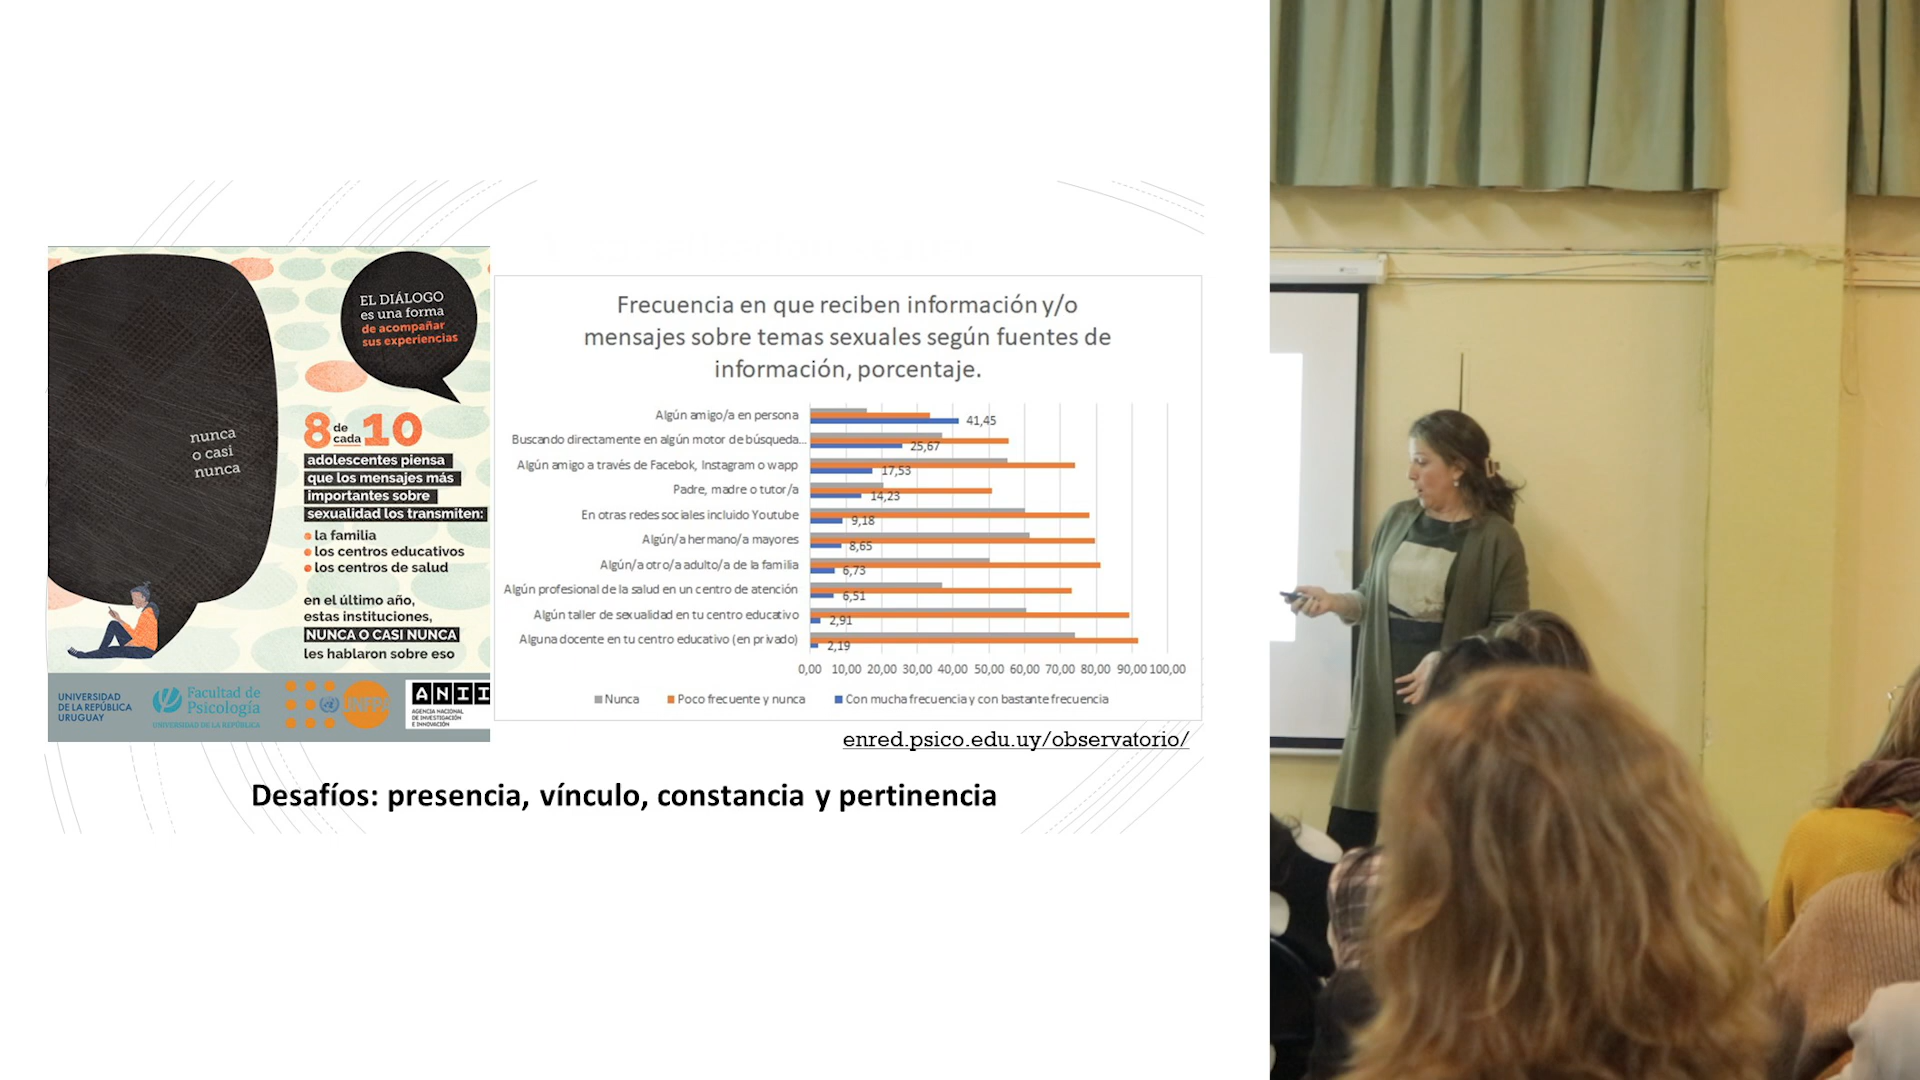 nunca
o casi
nunca
EL DIÁLOGO
es una forma
de acompañar
sus experiencias
8 de cada 10
adolescentes piensa
que los mensajes más
importantes sobre
sexualidad los transmiten:
la familia
los centros educativos
los centros de salud
en el último año,
estas instituciones,
NUNCA O CASI NUNCA
les hablaron sobre eso
UNIVERSIDAD
DE LA REPÚBLICA
URUGUAY
Facultad de
Psicología
UNIVERSIDAD DE LA REPÚBLICA
UNFPA
ANII
AGENCIA NACIONAL
DE INVESTIGACIÓN
E INNOVACIÓN
Frecuencia en que reciben información y/o
mensajes sobre temas sexuales según fuentes de
información, porcentaje.
Algún amigo/a en persona 41,45
Buscando directamente en algún motor de búsqueda... 25,67
Algún amigo a través de Facebok, Instagram o wapp 17,53
Padre, madre o tutor/a 14,23
En otras redes sociales incluido Youtube 9,18
Algún/a hermano/a mayores 8,65
Algún/a otro/a adulto/a de la familia 6,73
Algún profesional de la salud en un centro de atención 6,51
Algún taller de sexualidad en tu centro educativo 2,91
Alguna docente en tu centro educativo (en privado) 2,19
0,00 10,00 20,00 30,00 40,00 50,00 60,00 70,00 80,00 90,00 100,00
Nunca Poco frecuente y nunca Con mucha frecuencia y con bastante frecuencia
enred.psico.edu.uy/observatorio/
Desafíos: presencia, vínculo, constancia y pertinencia